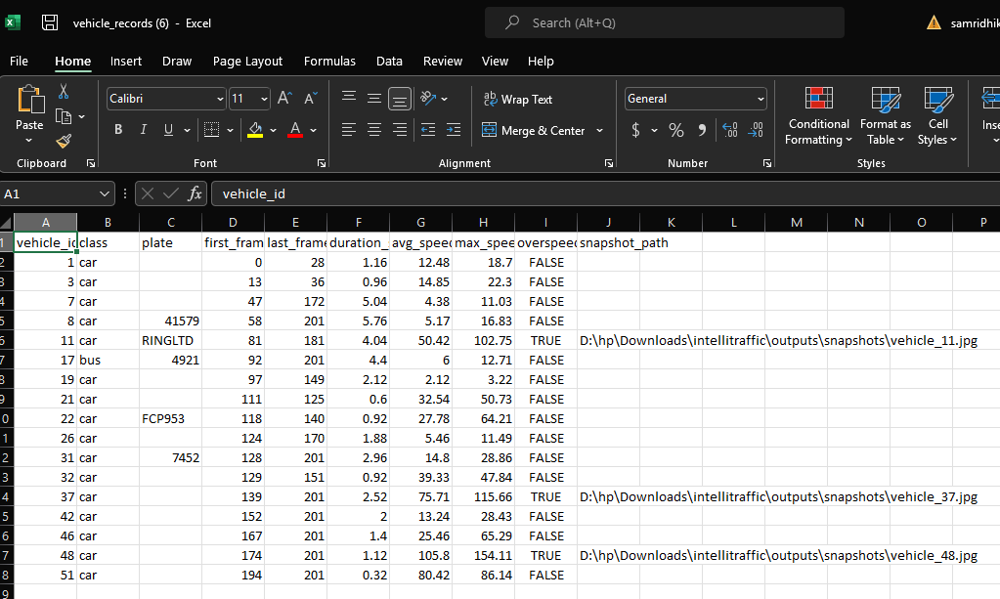 vehicle_records (6) - Excel
Search (Alt+Q)
samridhik
File Home Insert Draw Page Layout Formulas Data Review View Help
Calibri 11 General
Wrap Text
Paste Merge & Center Conditional Formatting Format as Table Cell Styles Inse
Clipboard Font Alignment Number Styles
A1 fx vehicle_id
A B C D E F G H I J K L M N O P
1 vehicle_id class plate first_fram last_frame duration_ avg_speed max_spee overspeed snapshot_path
2 1 car 0 28 1.16 12.48 18.7 FALSE
3 3 car 13 36 0.96 14.85 22.3 FALSE
4 7 car 47 172 5.04 4.38 11.03 FALSE
5 8 car 41579 58 201 5.76 5.17 16.83 FALSE
6 11 car RINGLTD 81 181 4.04 50.42 102.75 TRUE D:\hp\Downloads\intellitraffic\outputs\snapshots\vehicle_11.jpg
7 17 bus 4921 92 201 4.4 6 12.71 FALSE
8 19 car 97 149 2.12 2.12 3.22 FALSE
9 21 car 111 125 0.6 32.54 50.73 FALSE
0 22 car FCP953 118 140 0.92 27.78 64.21 FALSE
1 26 car 124 170 1.88 5.46 11.49 FALSE
2 31 car 7452 128 201 2.96 14.8 28.86 FALSE
3 32 car 129 151 0.92 39.33 47.84 FALSE
4 37 car 139 201 2.52 75.71 115.66 TRUE D:\hp\Downloads\intellitraffic\outputs\snapshots\vehicle_37.jpg
5 42 car 152 201 2 13.24 28.43 FALSE
6 46 car 167 201 1.4 25.46 65.29 FALSE
7 48 car 174 201 1.12 105.8 154.11 TRUE D:\hp\Downloads\intellitraffic\outputs\snapshots\vehicle_48.jpg
8 51 car 194 201 0.32 80.42 86.14 FALSE
9